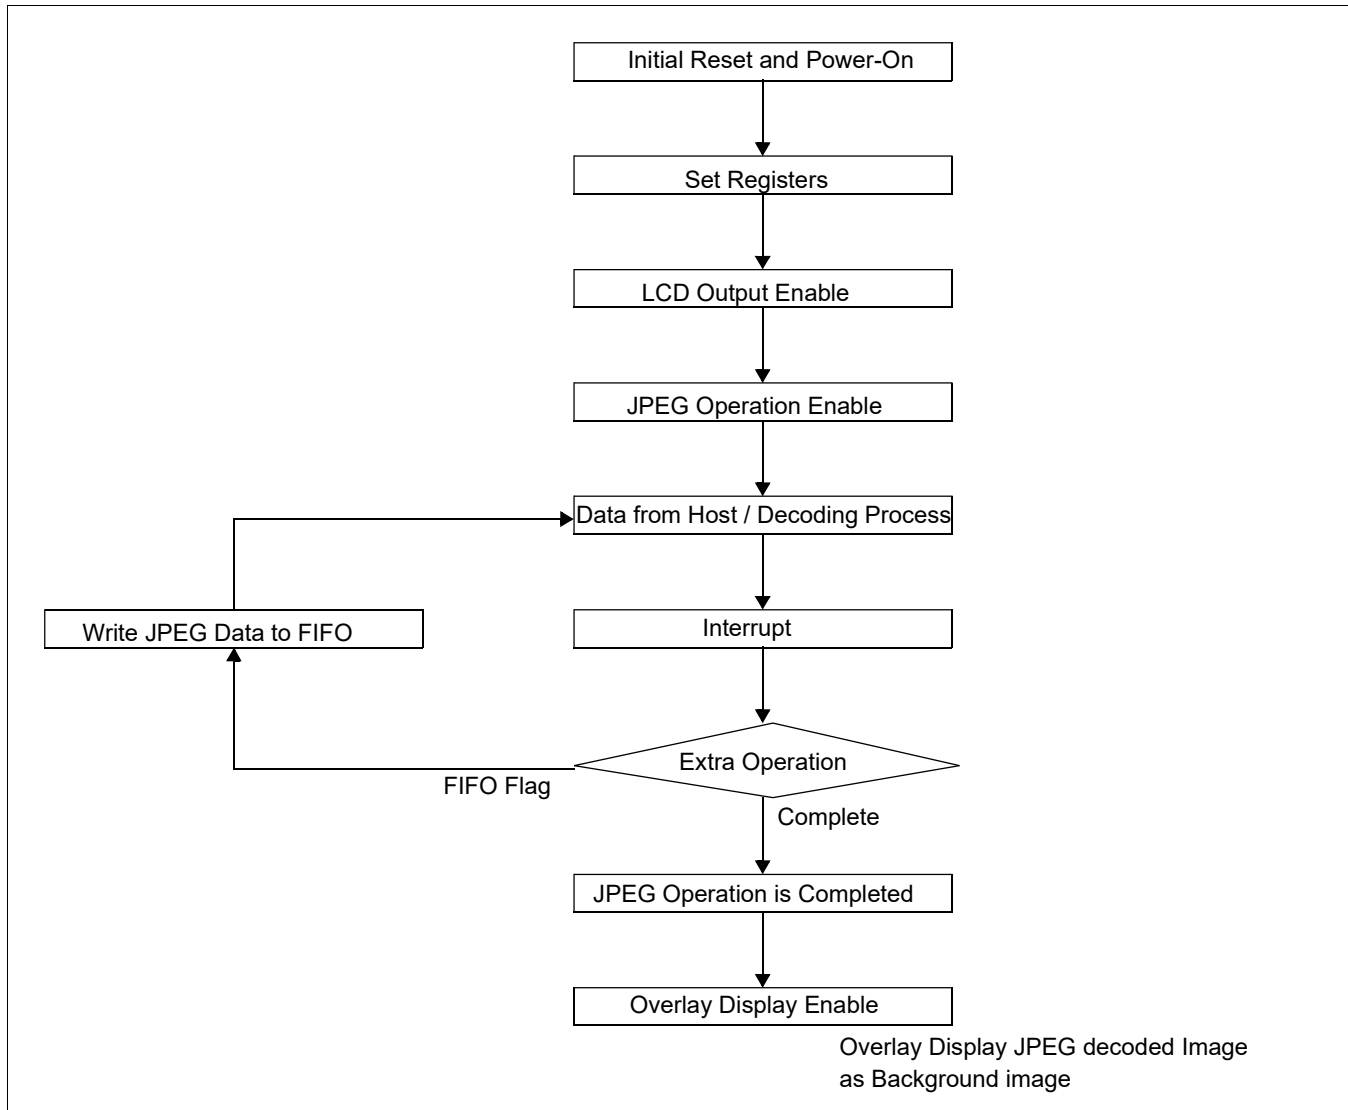 Initial Reset and Power-On
Set Registers
LCD Output Enable
JPEG Operation Enable
Data from Host / Decoding Process
Write JPEG Data to FIFO
Interrupt
Extra Operation
FIFO Flag
Complete
JPEG Operation is Completed
Overlay Display Enable
Overlay Display JPEG decoded Image
as Background image